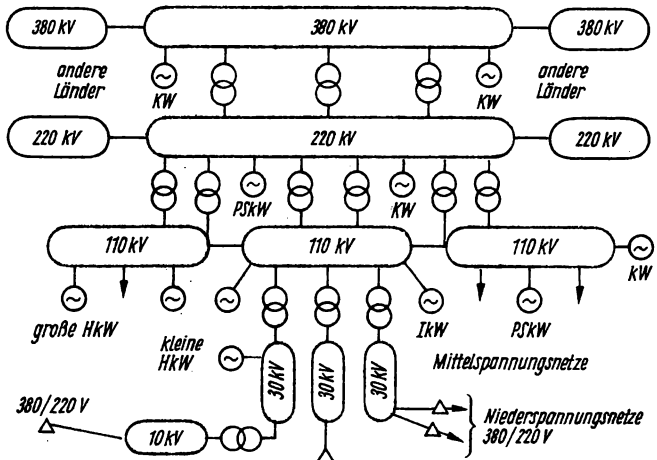 380 kV
380 kV
380 kV
andere
Länder
KW
KW
andere
Länder
220 kV
220 kV
220 kV
PSkW
KW
110 kV
110 kV
110 kV
KW
große HkW
kleine
HkW
IkW
PSkW
Mittelspannungsnetze
30 kV
30 kV
30 kV
380/220 V
10 kV
Niederspannungsnetze
380/220 V